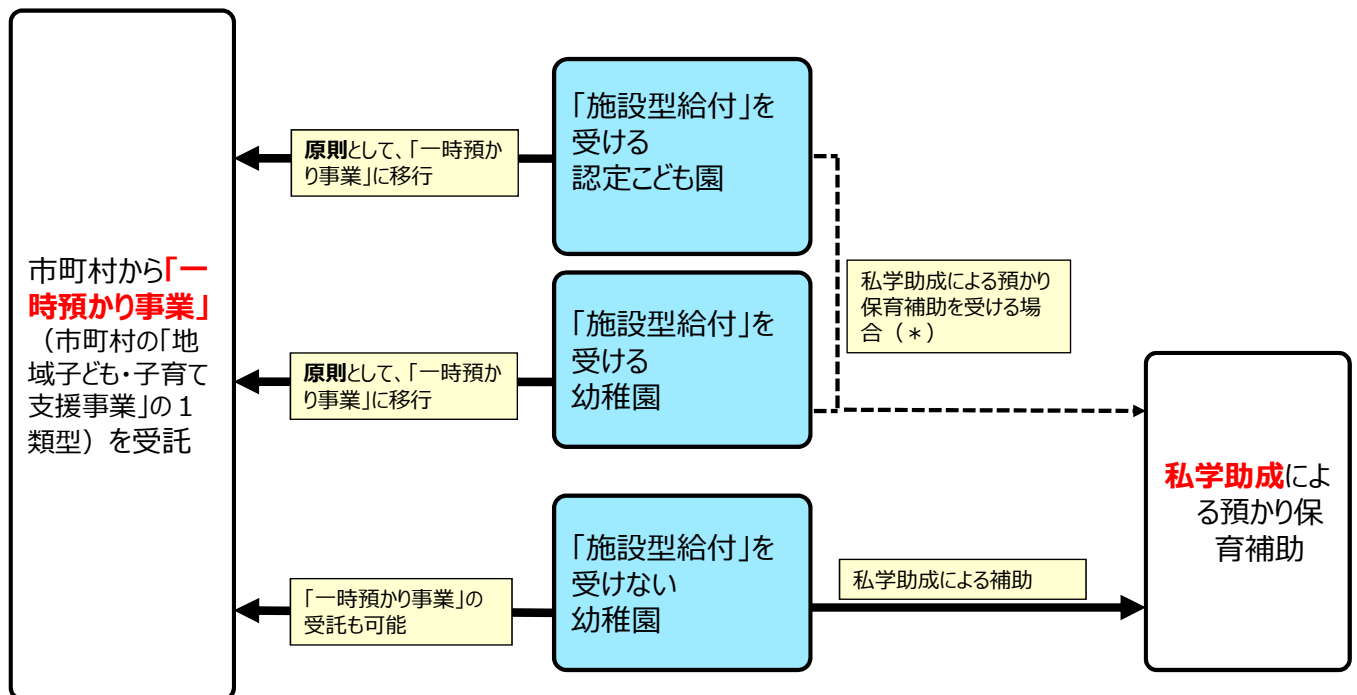 市町村から「一
時預かり事業」
（市町村の「地
域子ども・子育て
支援事業」の１
類型）を受託
原則として、「一時預か
り事業」に移行
「施設型給付」を
受ける
認定こども園
原則として、「一時預か
り事業」に移行
「施設型給付」を
受ける
幼稚園
私学助成による預かり
保育補助を受ける場
合（＊）
「一時預かり事業」の
受託も可能
「施設型給付」を
受けない
幼稚園
私学助成による補助
私学助成によ
る預かり保
育補助